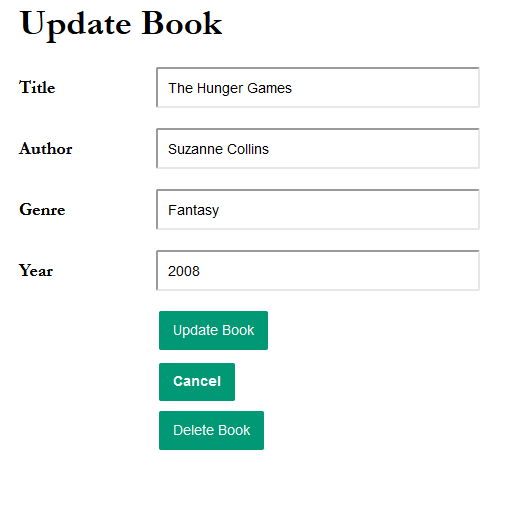 Update Book
Title The Hunger Games
Author Suzanne Collins
Genre Fantasy
Year 2008
Update Book
Cancel
Delete Book